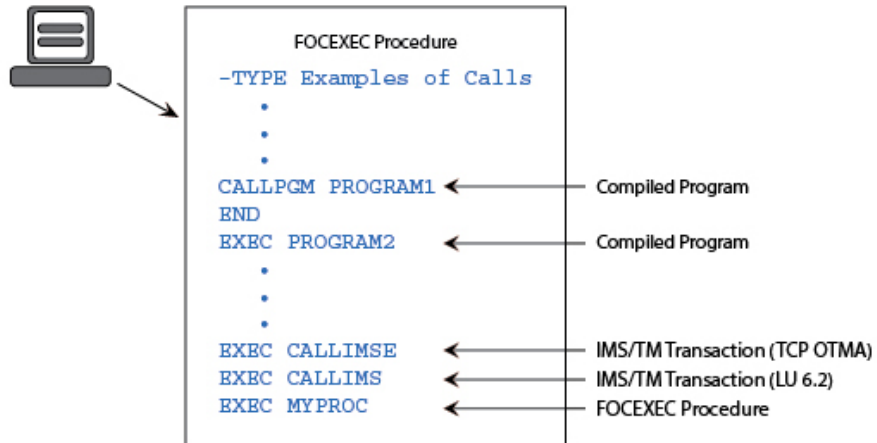 FOCEXEC Procedure
-TYPE Examples of Calls
CALLPGM PROGRAM1
Compiled Program
END
EXEC PROGRAM2
Compiled Program
EXEC CALLIMSE
IMS/TM Transaction (TCP OTMA)
EXEC CALLIMS
IMS/TM Transaction (LU 6.2)
EXEC MYPROC
FOCEXEC Procedure